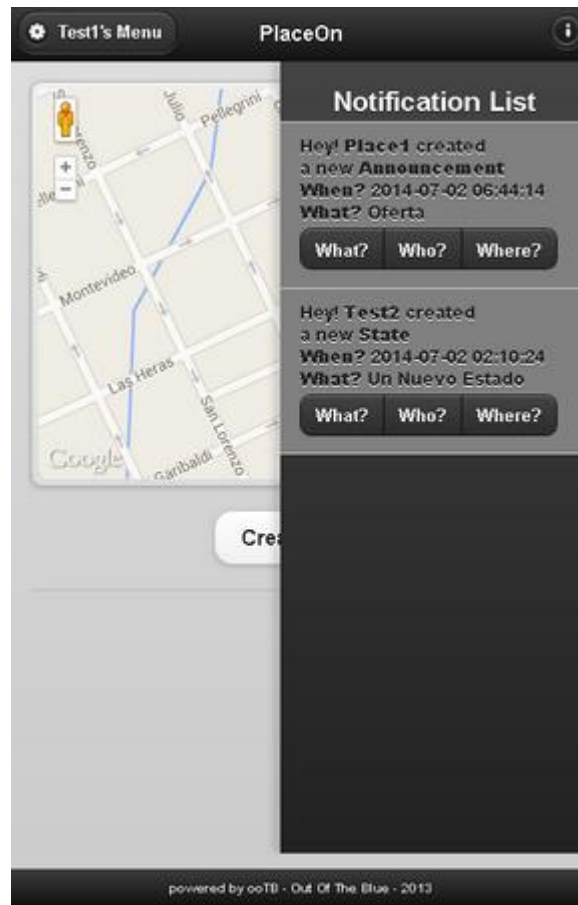 Test1's Menu
PlaceOn
i
Notification List
Hey! Place1 created
a new Announcement
When? 2014-07-02 06:44:14
What? Oferta
What? Who? Where?
Hey! Test2 created
a new State
When? 2014-07-02 02:10:24
What? Un Nuevo Estado
What? Who? Where?
Julio
Pellegrini
Montevideo
Las Heras
San Lorenzo
Garibaldi
Google
+
-
Crea
powered by ooTB - Out Of The Blue - 2013